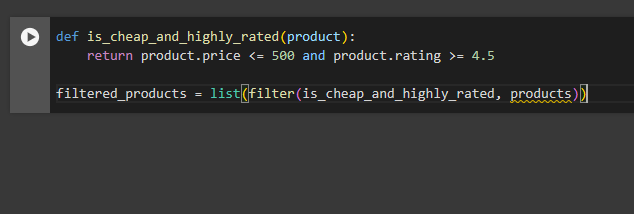 def is_cheap_and_highly_rated(product):
    return product.price <= 500 and product.rating >= 4.5
filtered_products = list(filter(is_cheap_and_highly_rated, products))